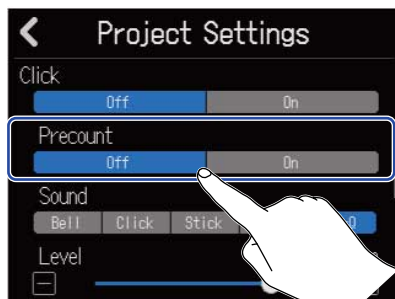 Project Settings
Click
Off On
Precount
Off On
Sound
Bell Click Stick
Level